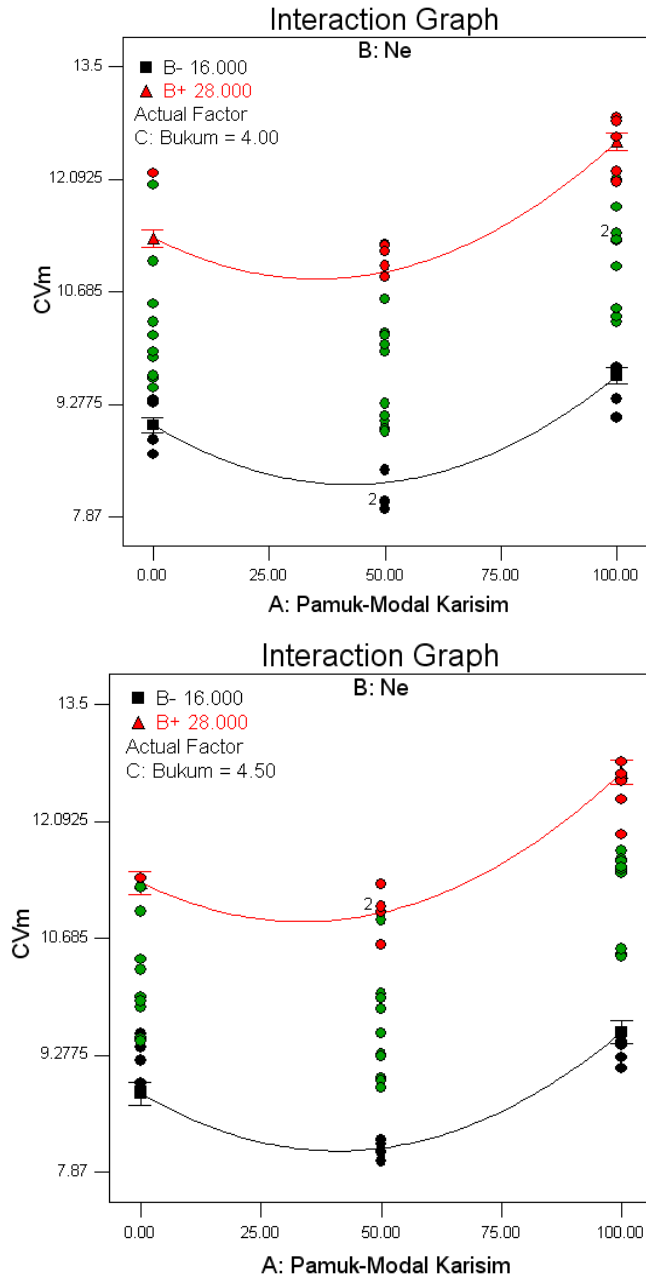 Interaction Graph
B: Ne
13.5
B- 16.000
B+ 28.000
Actual Factor
C: Bukum = 4.00
12.0925
2
CVm
10.685
9.2775
2
7.87
0.00 25.00 50.00 75.00 100.00
A: Pamuk-Modal Karisim
Interaction Graph
B: Ne
13.5
B- 16.000
B+ 28.000
Actual Factor
C: Bukum = 4.50
12.0925
2
CVm
10.685
9.2775
7.87
0.00 25.00 50.00 75.00 100.00
A: Pamuk-Modal Karisim